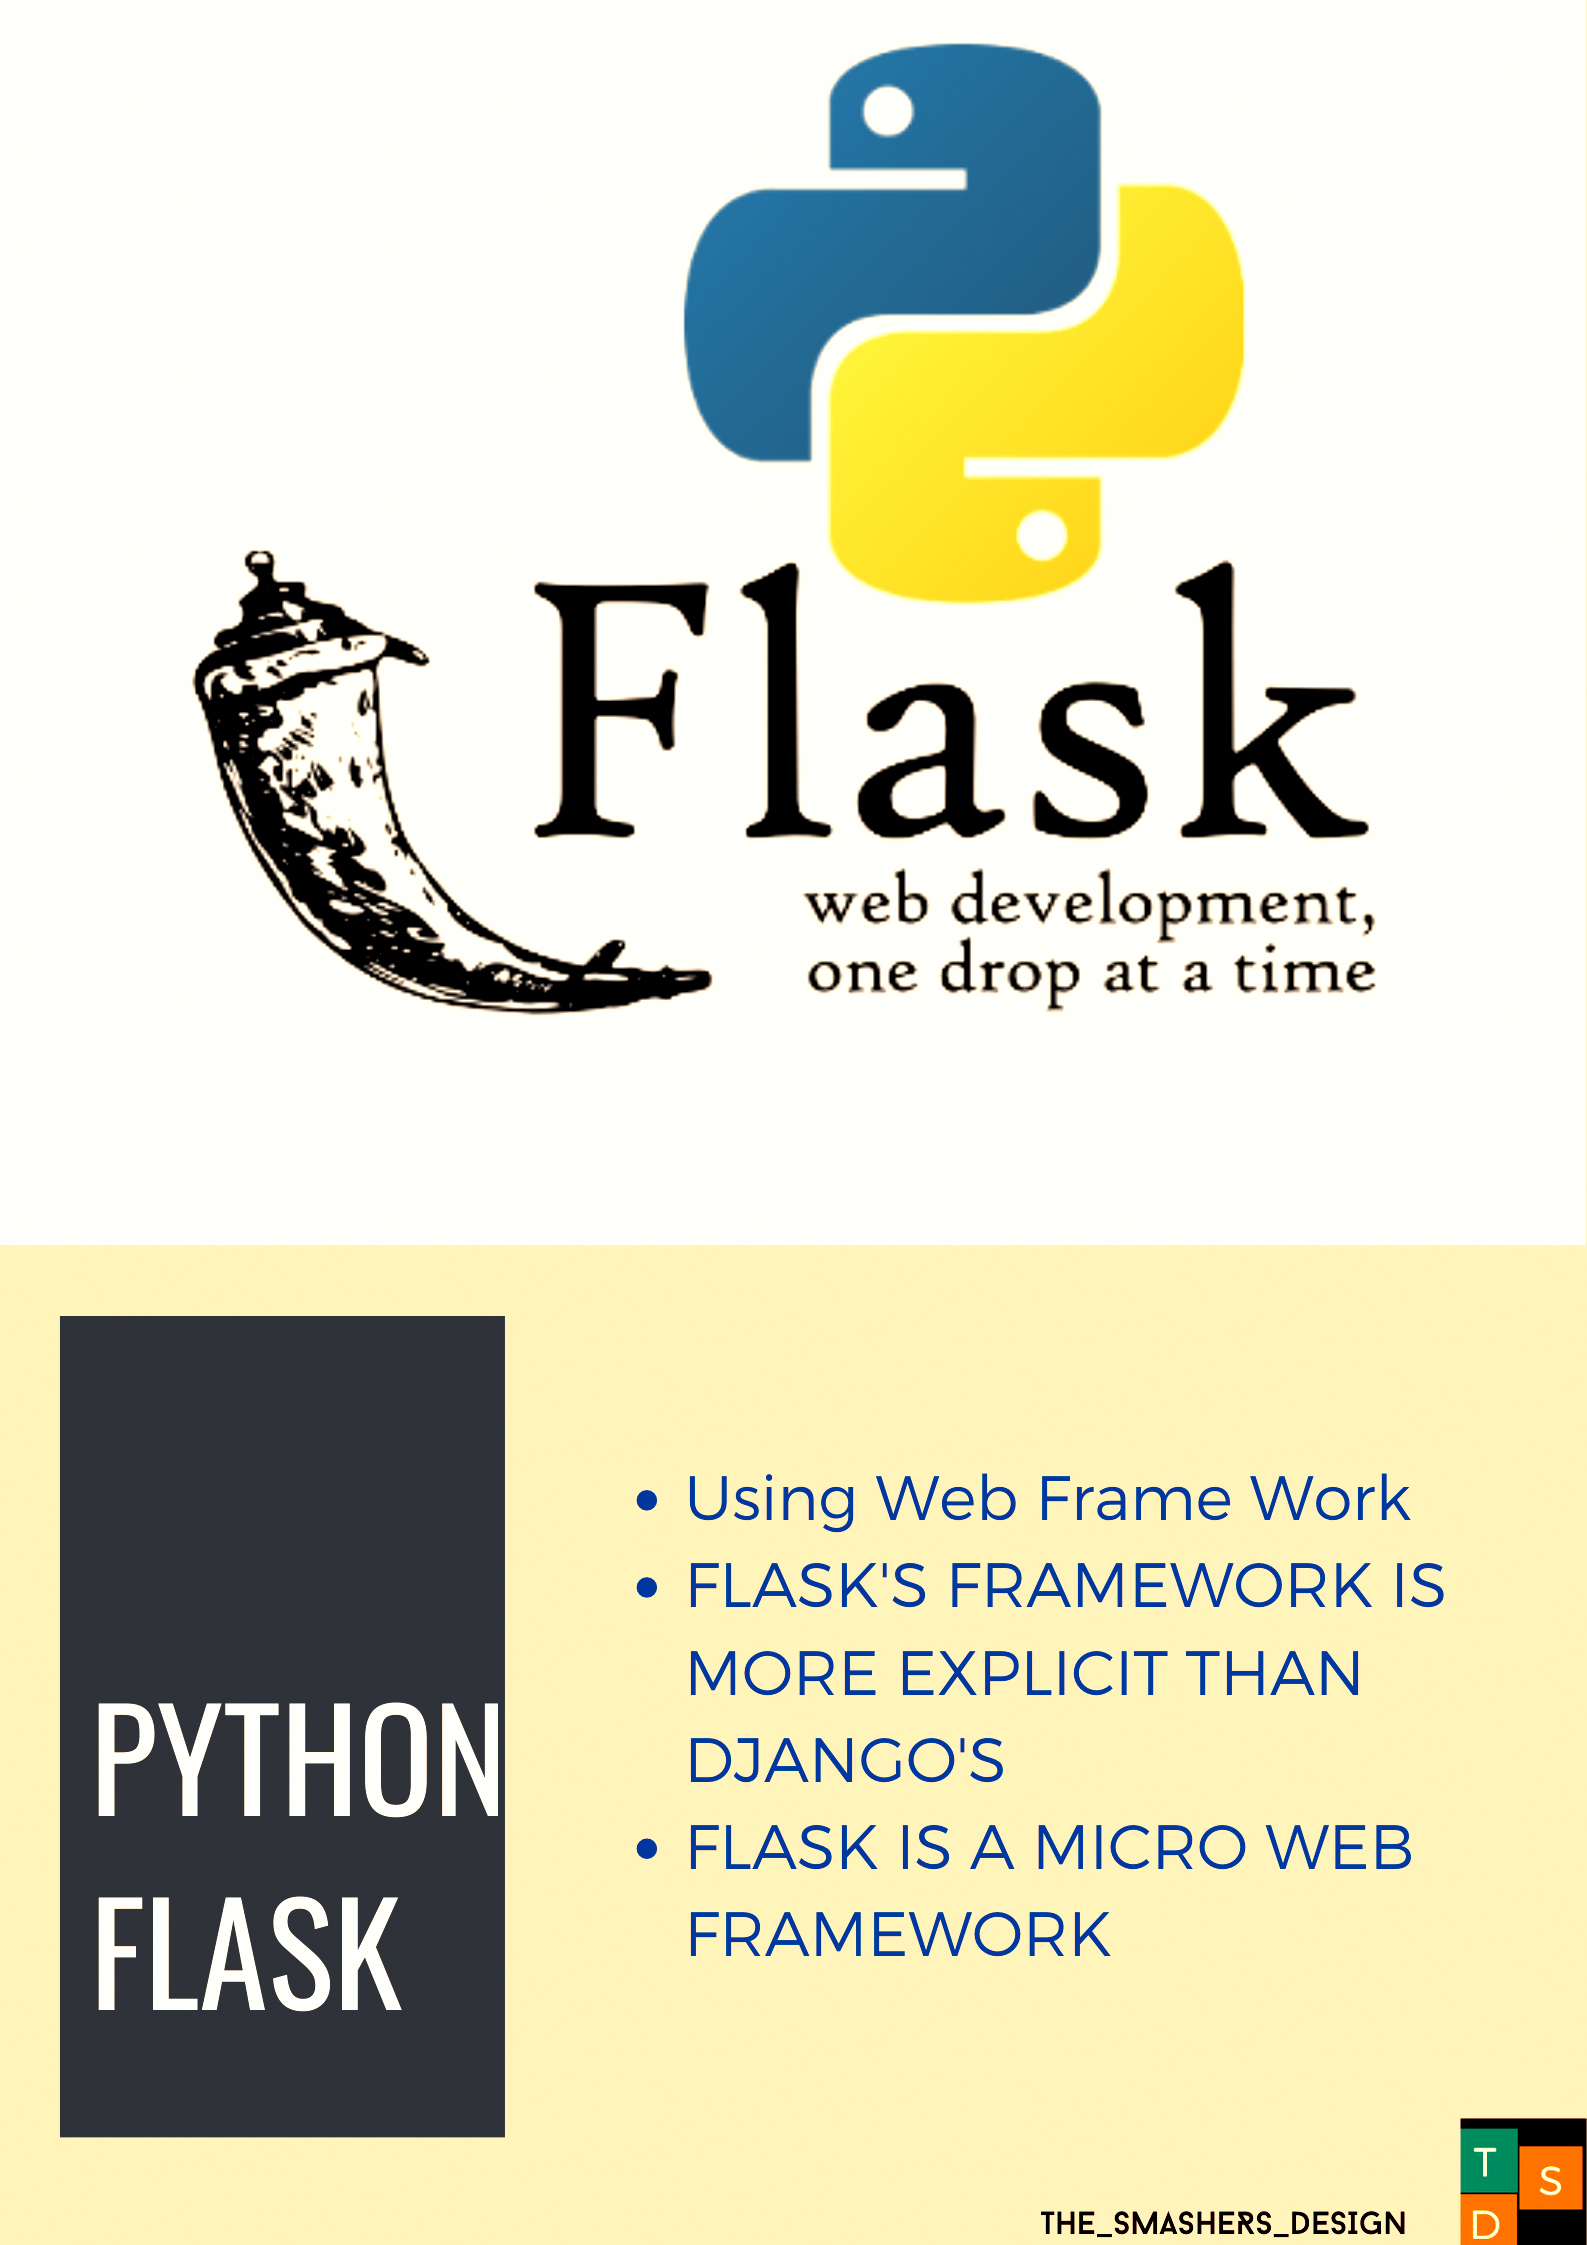 Flask
web development,
one drop at a time
PYTHON
FLASK
• Using Web Frame Work
• FLASK'S FRAMEWORK IS
MORE EXPLICIT THAN
DJANGO'S
• FLASK IS A MICRO WEB
FRAMEWORK
THE_SMASHERS_DESIGN
T
S
D